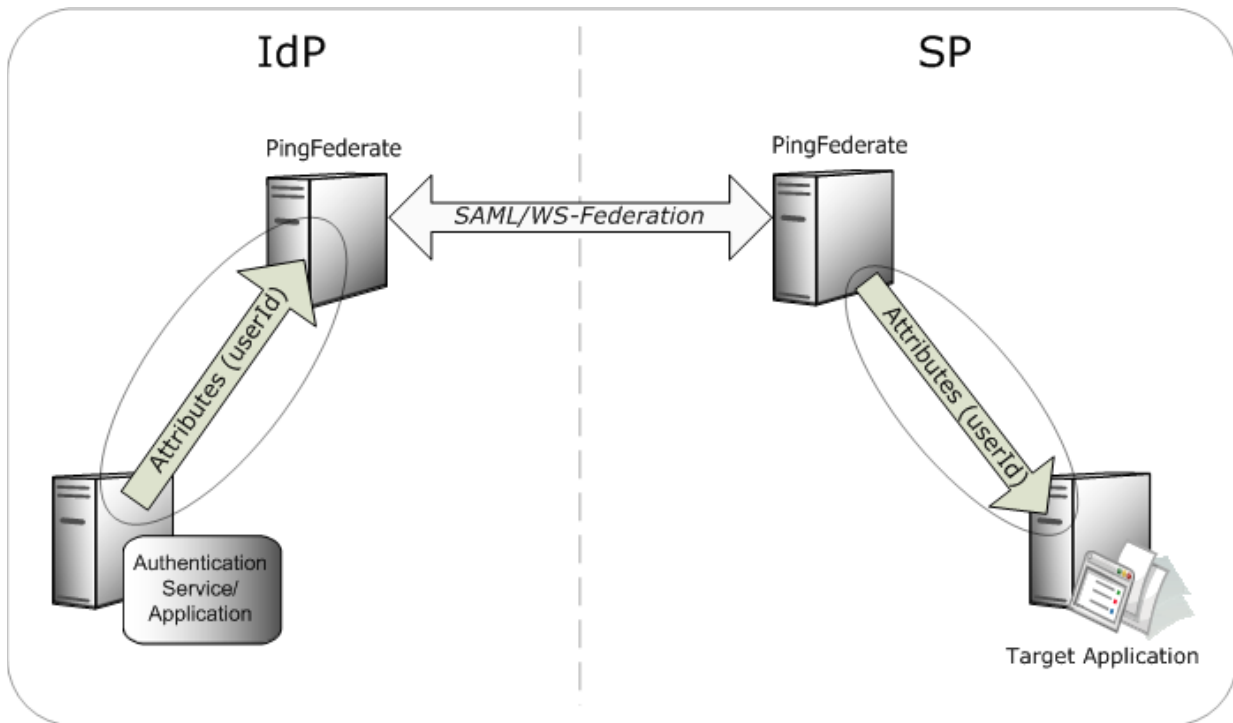 IdP
SP
PingFederate
PingFederate
SAML/WS-Federation
Attributes (userId)
Attributes (userId)
Authentication
Service/
Application
Target Application